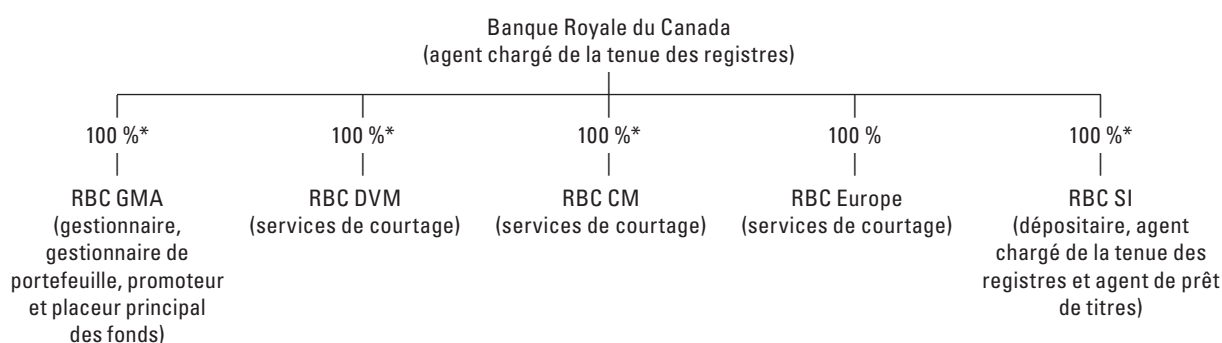 Banque Royale du Canada
(agent chargé de la tenue des registres)
100 %*
100 %*
100 %*
100 %
100 %*
RBC GMA
(gestionnaire,
gestionnaire de
portefeuille, promoteur
et placeur principal
des fonds)
RBC DVM
(services de courtage)
RBC CM
(services de courtage)
RBC Europe
(services de courtage)
RBC SI
(dépositaire, agent
chargé de la tenue des
registres et agent de prêt
de titres)